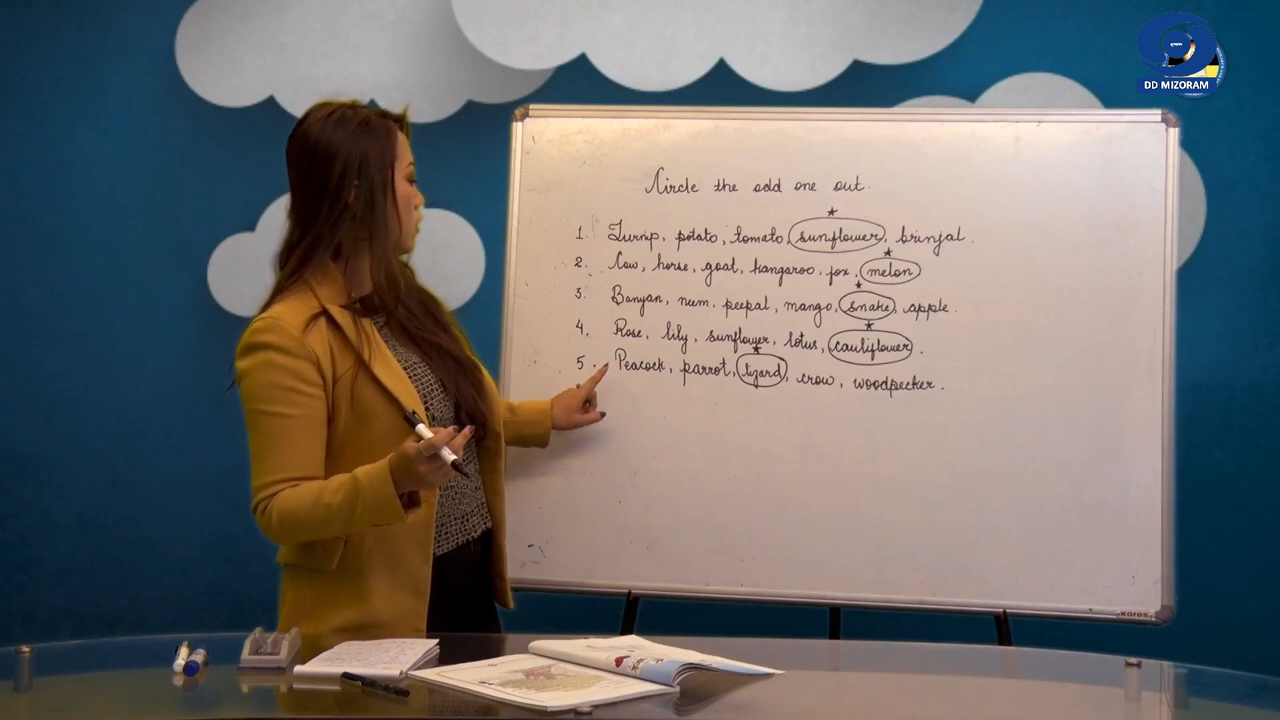 DD MIZORAM
Circle the odd one out.
1. Turnip, potato, tomato, sunflower, brinjal.
2. Cow, horse, goat, kangaroo, fox, melon
3. Banyan, neem, peepal, mango, snake, apple.
4. Rose, lily, sunflower, lotus, cauliflower.
5. Peacock, parrot, lizard, crow, woodpecker.
kores